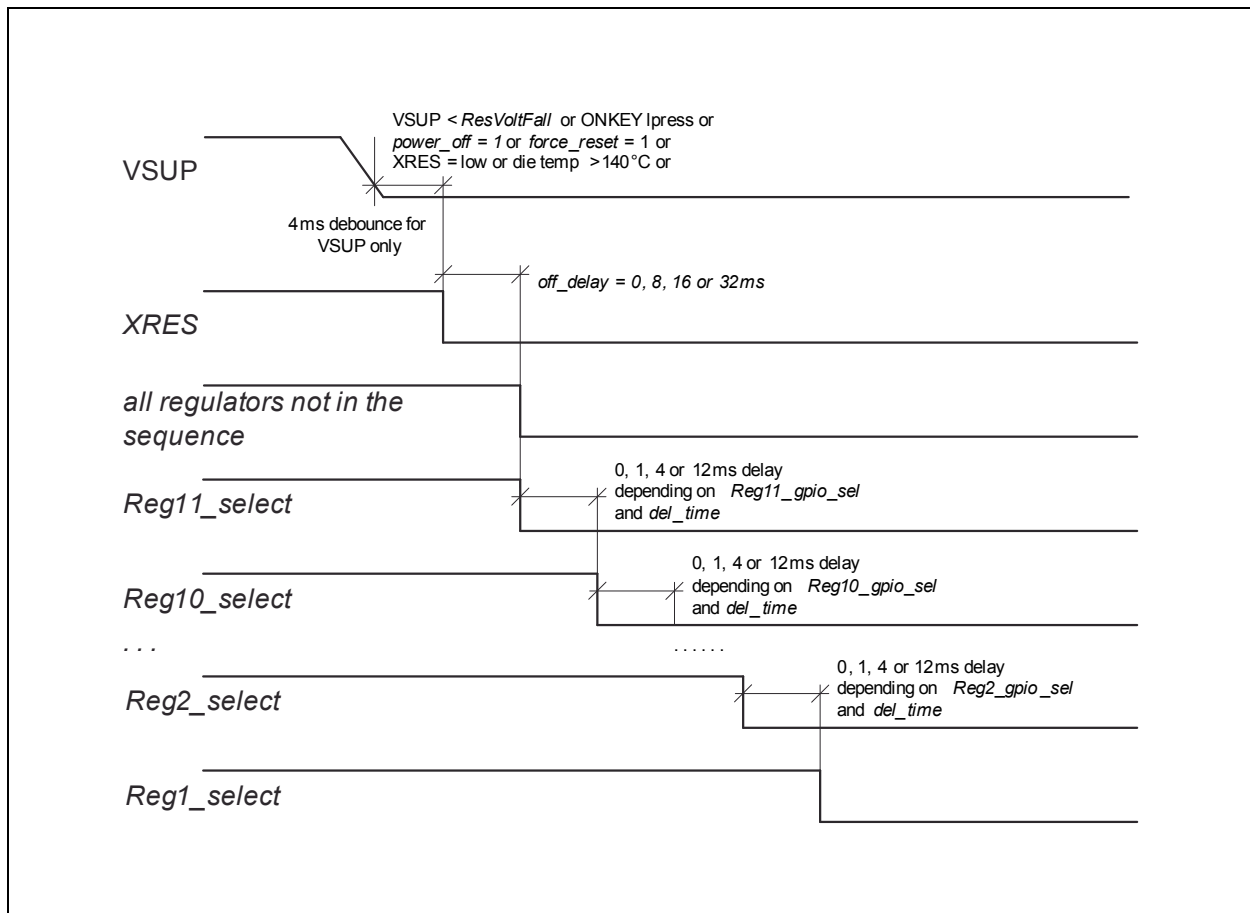 VSUP < ResVoltFall or ONKEY lpress or
power_off = 1 or force_reset = 1 or
XRES = low or die temp >140°C or
VSUP
4ms debounce for
VSUP only
off_delay = 0, 8, 16 or 32ms
XRES
all regulators not in the
sequence
0, 1, 4 or 12ms delay
depending on Reg11_gpio_sel
and del_time
Reg11_select
0, 1, 4 or 12ms delay
depending on Reg10_gpio_sel
and del_time
Reg10_select
...
......
0, 1, 4 or 12ms delay
depending on Reg2_gpio_sel
and del_time
Reg2_select
Reg1_select